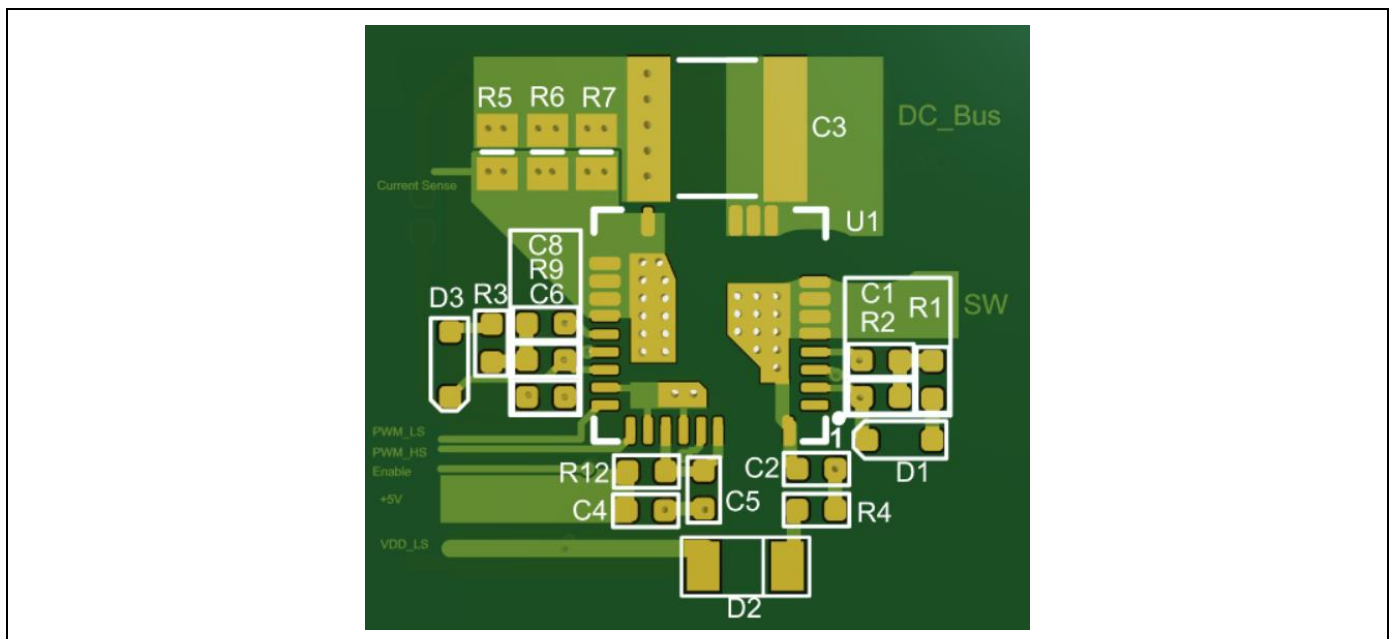 R5 R6 R7
DC_Bus
C3
Current Sense
U1
C8
R9
C6
D3 R3
C1
R2
R1
SW
PWM_LS
1
PWM_HS
Enable
R12
C2
D1
+5V
C4
C5
R4
VDD_LS
D2